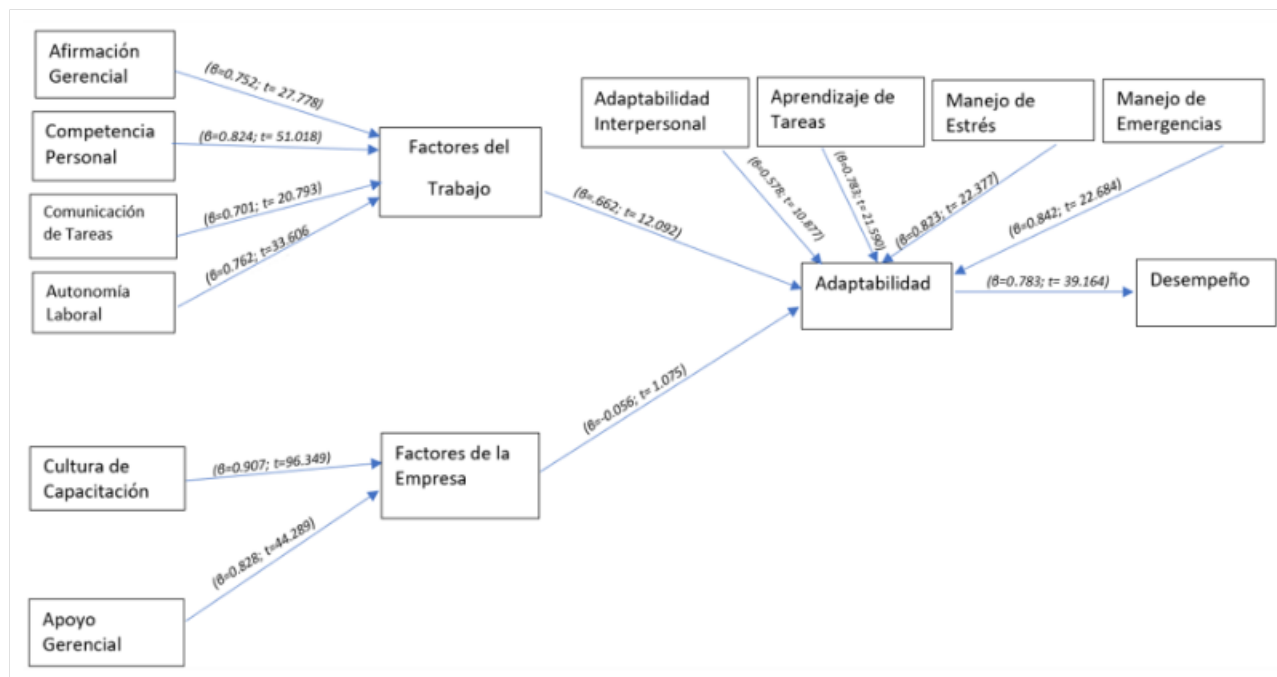 Afirmación
Gerencial
(β=0.752; t= 27.778)
Competencia
Personal
(β=0.824; t= 51.018)
Comunicación
de Tareas
(β=0.701; t= 20.793)
Autonomía
Laboral
(β=0.762; t=33.606
Factores del
Trabajo
(β=.662; t= 12.092)
Adaptabilidad
Interpersonal
(β=0.578; t= 10.877)
Aprendizaje de
Tareas
(β=0.783; t= 21.590)
Manejo de
Estrés
(β=0.823; t= 22.377)
Manejo de
Emergencias
(β=0.842; t= 22.684)
Adaptabilidad
(β=0.783; t= 39.164)
Desempeño
Cultura de
Capacitación
(β=0.907; t=96.349)
Apoyo
Gerencial
(β=0.828; t=44.289)
Factores de la
Empresa
(β=-0.056; t= 1.075)